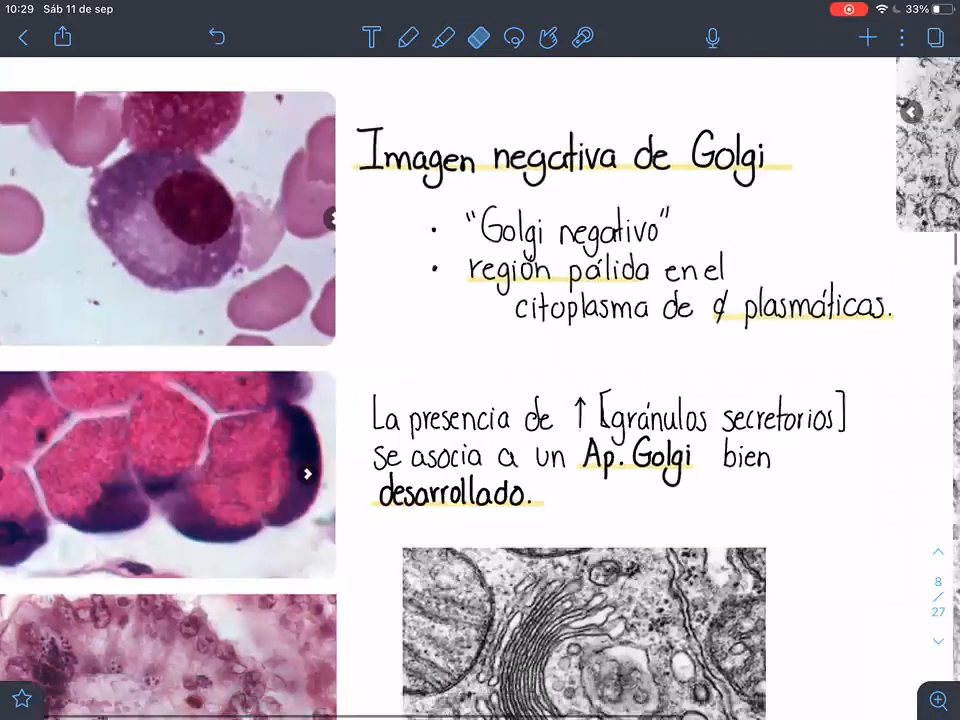 10:29 Sáb 11 de sep
33%
Imagen negativa de Golgi
· "Golgi negativo"
· región pálida en el
citoplasma de ¢ plasmáticas.
La presencia de ↑ [gránulos secretorios]
se asocia a un Ap. Golgi bien
desarrollado.
8
/
27